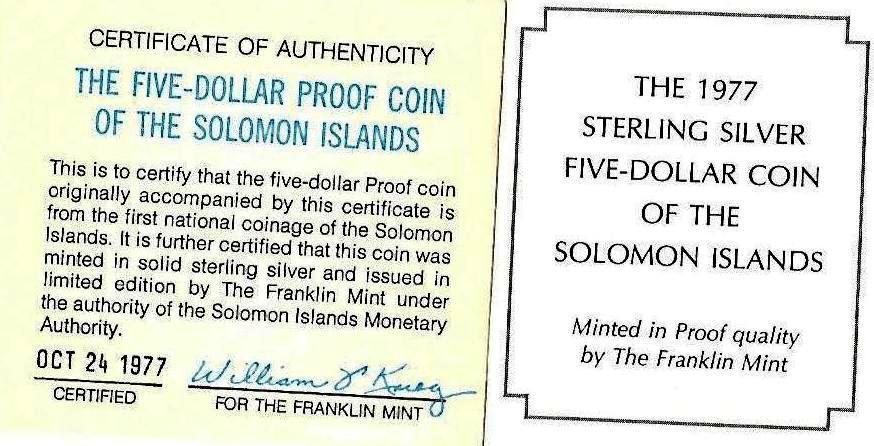 CERTIFICATE OF AUTHENTICITY
THE FIVE-DOLLAR PROOF COIN
OF THE SOLOMON ISLANDS
This is to certify that the five-dollar Proof coin
originally accompanied by this certificate is
from the first national coinage of the Solomon
Islands. It is further certified that this coin was
minted in solid sterling silver and issued in
limited edition by The Franklin Mint under
the authority of the Solomon Islands Monetary
Authority.
OCT 24 1977
CERTIFIED
William
FOR THE FRANKLIN MINT
THE 1977
STERLING SILVER
FIVE-DOLLAR COIN
OF THE
SOLOMON ISLANDS
Minted in Proof quality
by The Franklin Mint